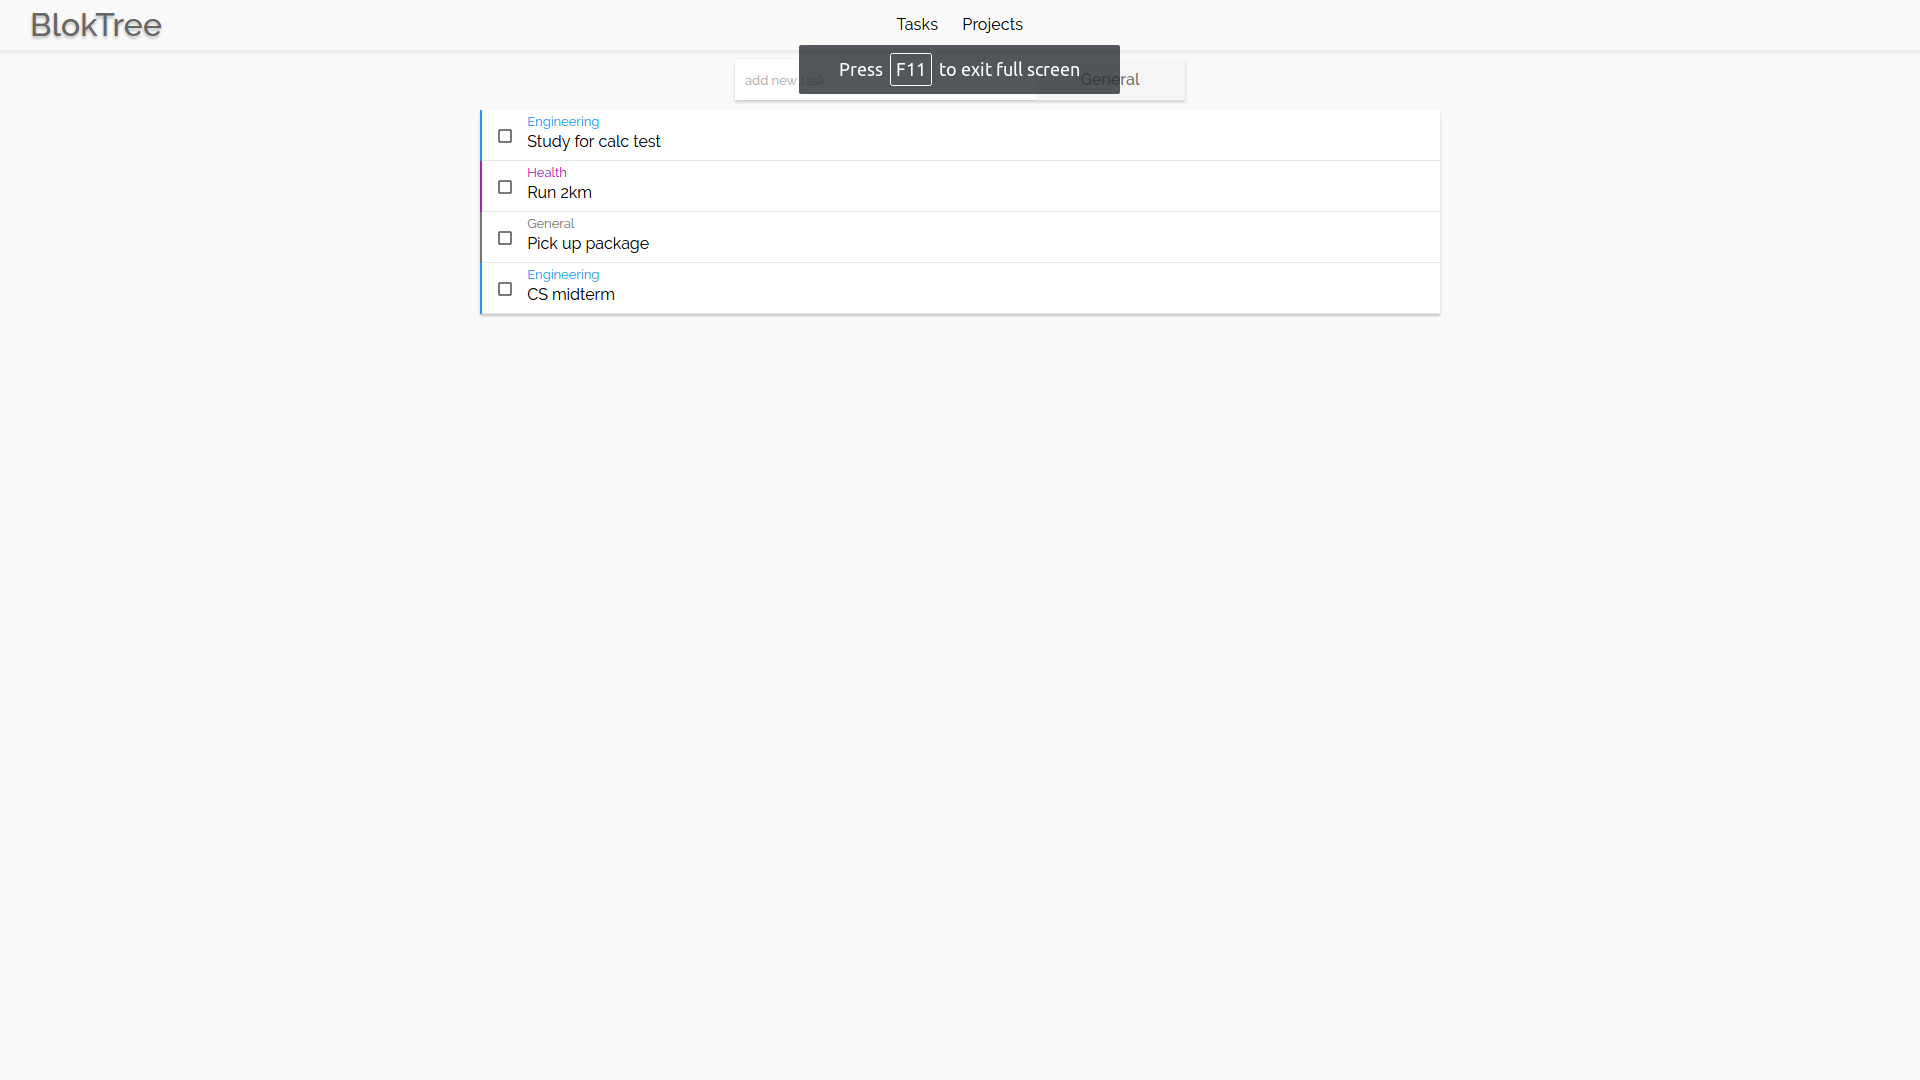 BlokTree
Tasks Projects
Press F11 to exit full screen
add new task
General
Engineering
Study for calc test
Health
Run 2km
General
Pick up package
Engineering
CS midterm